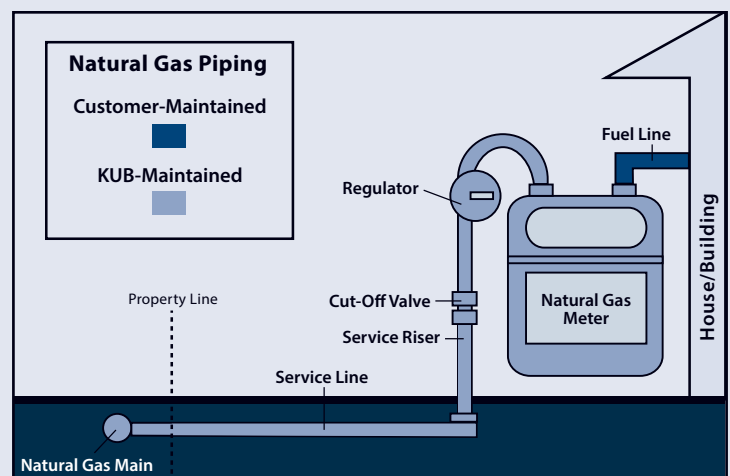 Natural Gas Piping
Customer-Maintained
KUB-Maintained
Fuel Line
Regulator
House/Building
Property Line
Cut-Off Valve
Natural Gas
Meter
Service Riser
Service Line
Natural Gas Main